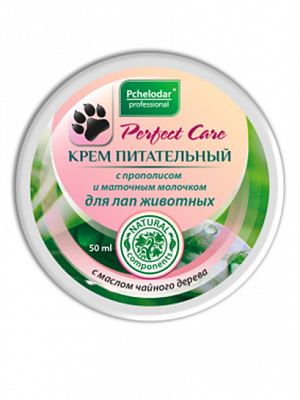 Pchelodar
professional
Perfect Care
КРЕМ ПИТАТЕЛЬНЫЙ
с прополисом
и маточным молочком
для лап животных
50 ml
NATURAL
components
с маслом чайного дерева